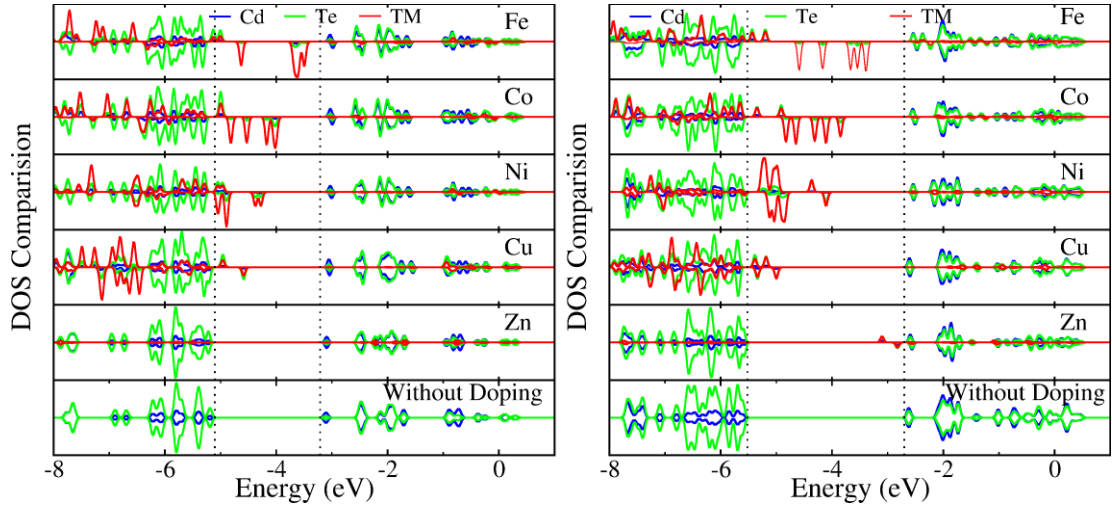 Cd Te TM
Fe
Co
Ni
Cu
Zn
Without Doping
DOS Comparision
-8 -6 -4 -2 0
Energy (eV)
Cd Te TM
Fe
Co
Ni
Cu
Zn
Without Doping
DOS Comparision
-8 -6 -4 -2 0
Energy (eV)